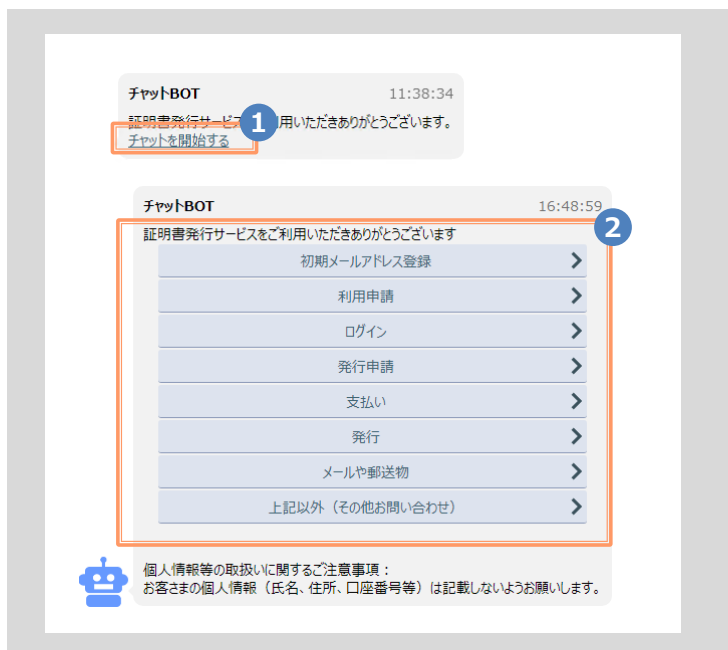 チャットBOT 11:38:34
証明書発行サービス 用いただきありがとうございます。
1
チャットを開始する
チャットBOT 16:48:59
2
証明書発行サービスをご利用いただきありがとうございます
初期メールアドレス登録
利用申請
ログイン
発行申請
支払い
発行
メールや郵送物
上記以外（その他お問い合わせ）
個人情報等の取扱いに関するご注意事項：
お客さまの個人情報（氏名、住所、口座番号等）は記載しないようお願いします。